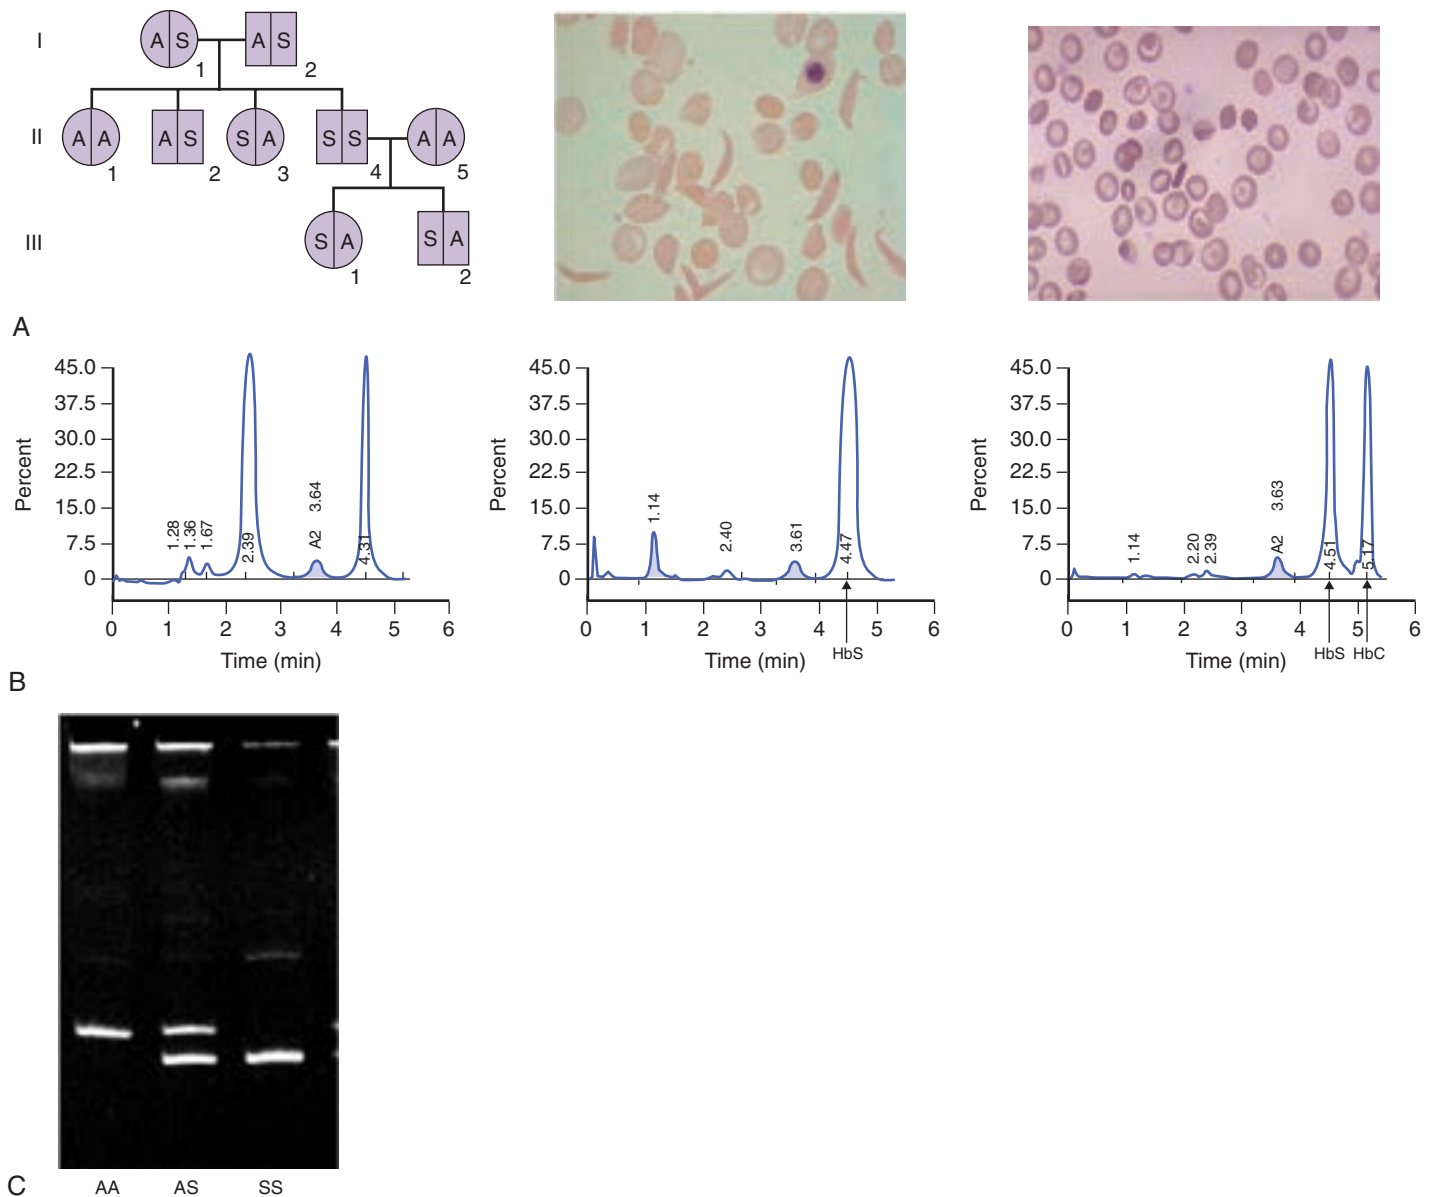 I
A S
A S
1
2
II
A A
A S
S A
S S
A A
1
2
3
4
5
III
S A
S A
1
2
A
Percent
45.0
37.5
30.0
22.5
15.0
7.5
0
1.28
1.36
1.67
2.39
A2 3.64
4.31
0 1 2 3 4 5 6
Time (min)
Percent
45.0
37.5
30.0
22.5
15.0
7.5
0
1.14
2.40
3.61
4.47
0 1 2 3 4 5 6
Time (min)
HbS
Percent
45.0
37.5
30.0
22.5
15.0
7.5
0
1.14
2.20
2.39
A2 3.63
4.51
5.17
0 1 2 3 4 5 6
Time (min)
HbS HbC
B
C
AA AS SS